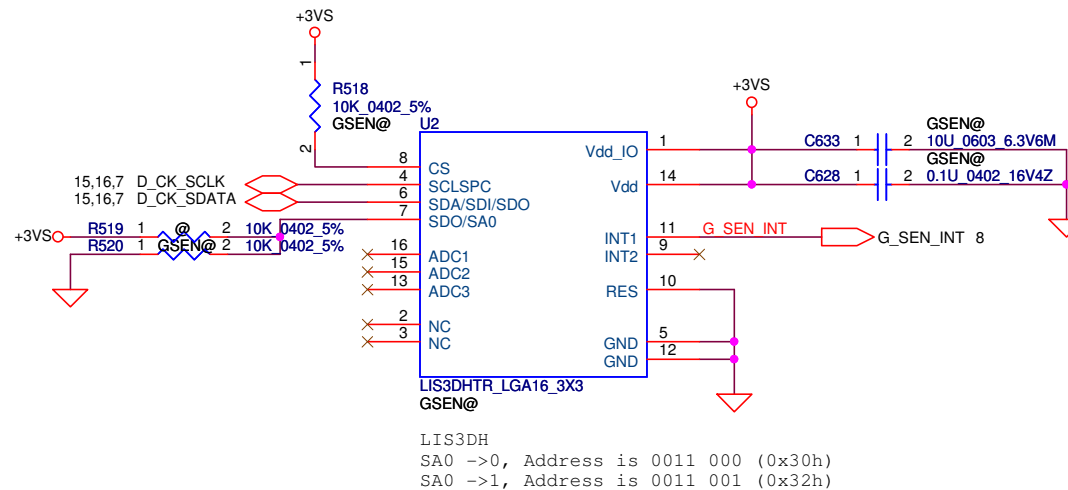 +3VS
1
R518
10K_0402_5%
GSEN@
2
U2
+3VS
8 CS
15,16,7 D_CK_SCLK 4 SCLSPC
15,16,7 D_CK_SDATA 6 SDA/SDI/SDO
7 SDO/SA0
+3VS R519 1 @ 2 10K_0402_5%
R520 1 GSEN@ 2 10K_0402_5%
16 ADC1
15 ADC2
13 ADC3
2 NC
3 NC
Vdd_IO 1
Vdd 14
GSEN@
C633 1 2 10U_0603_6.3V6M
GSEN@
C628 1 2 0.1U_0402_16V4Z
INT1 11 G_SEN_INT G_SEN_INT 8
INT2 9
RES 10
GND 5
GND 12
LIS3DHTR_LGA16_3X3
GSEN@
LIS3DH
SA0 ->0, Address is 0011 000 (0x30h)
SA0 ->1, Address is 0011 001 (0x32h)